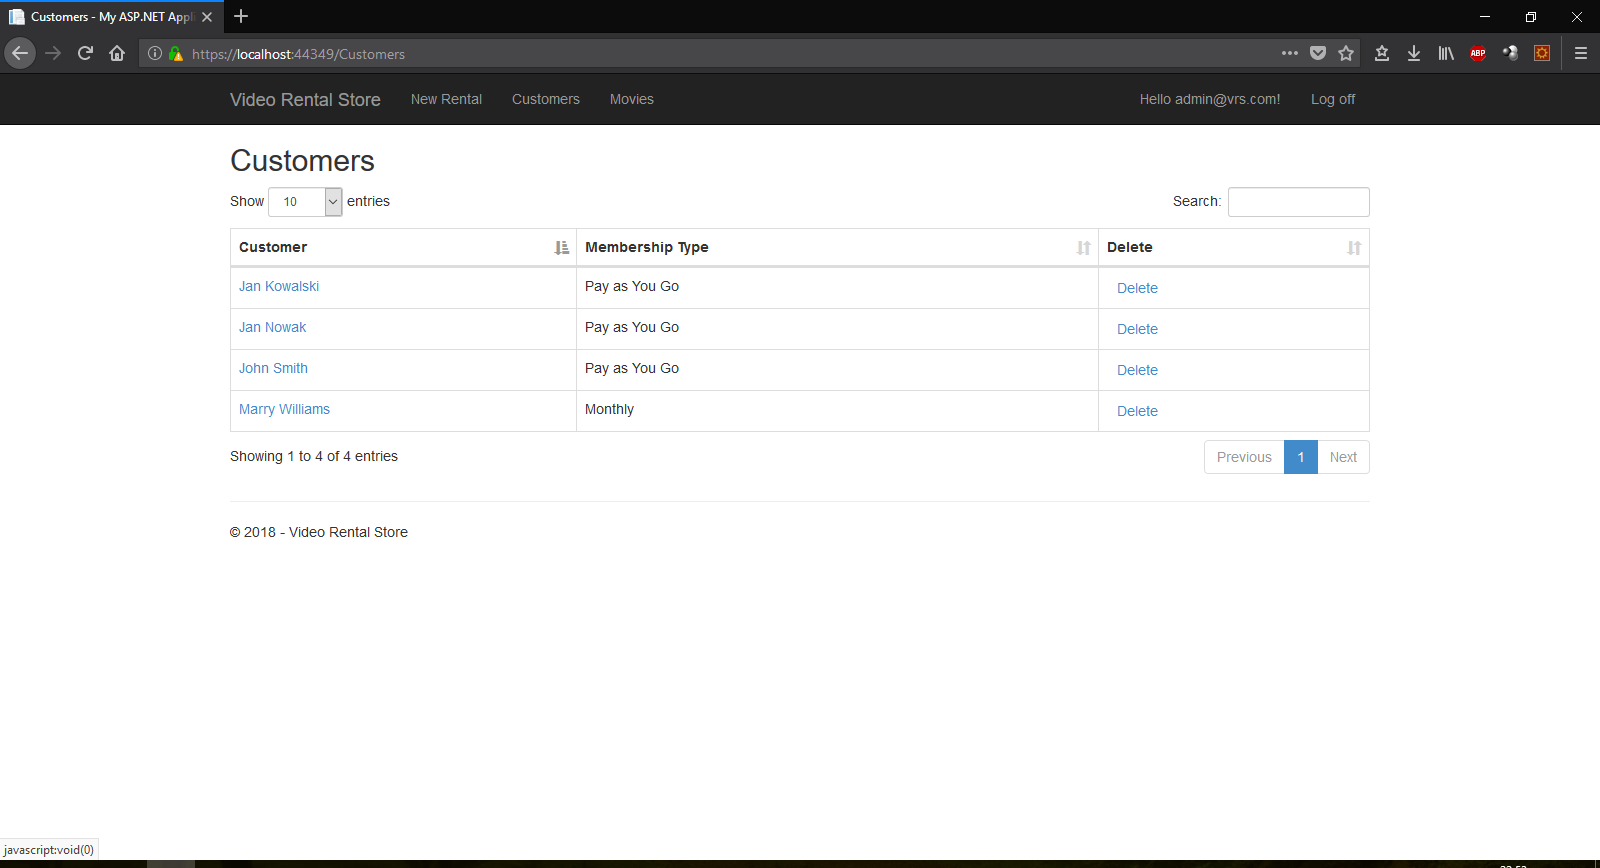 Customers - My ASP.NET Appli
https://localhost:44349/Customers
ABP
Video Rental Store New Rental Customers Movies Hello admin@vrs.com! Log off
Customers
Show 10 entries Search:
Customer Membership Type Delete
Jan Kowalski Pay as You Go Delete
Jan Nowak Pay as You Go Delete
John Smith Pay as You Go Delete
Marry Williams Monthly Delete
Showing 1 to 4 of 4 entries Previous 1 Next
© 2018 - Video Rental Store
javascript:void(0)